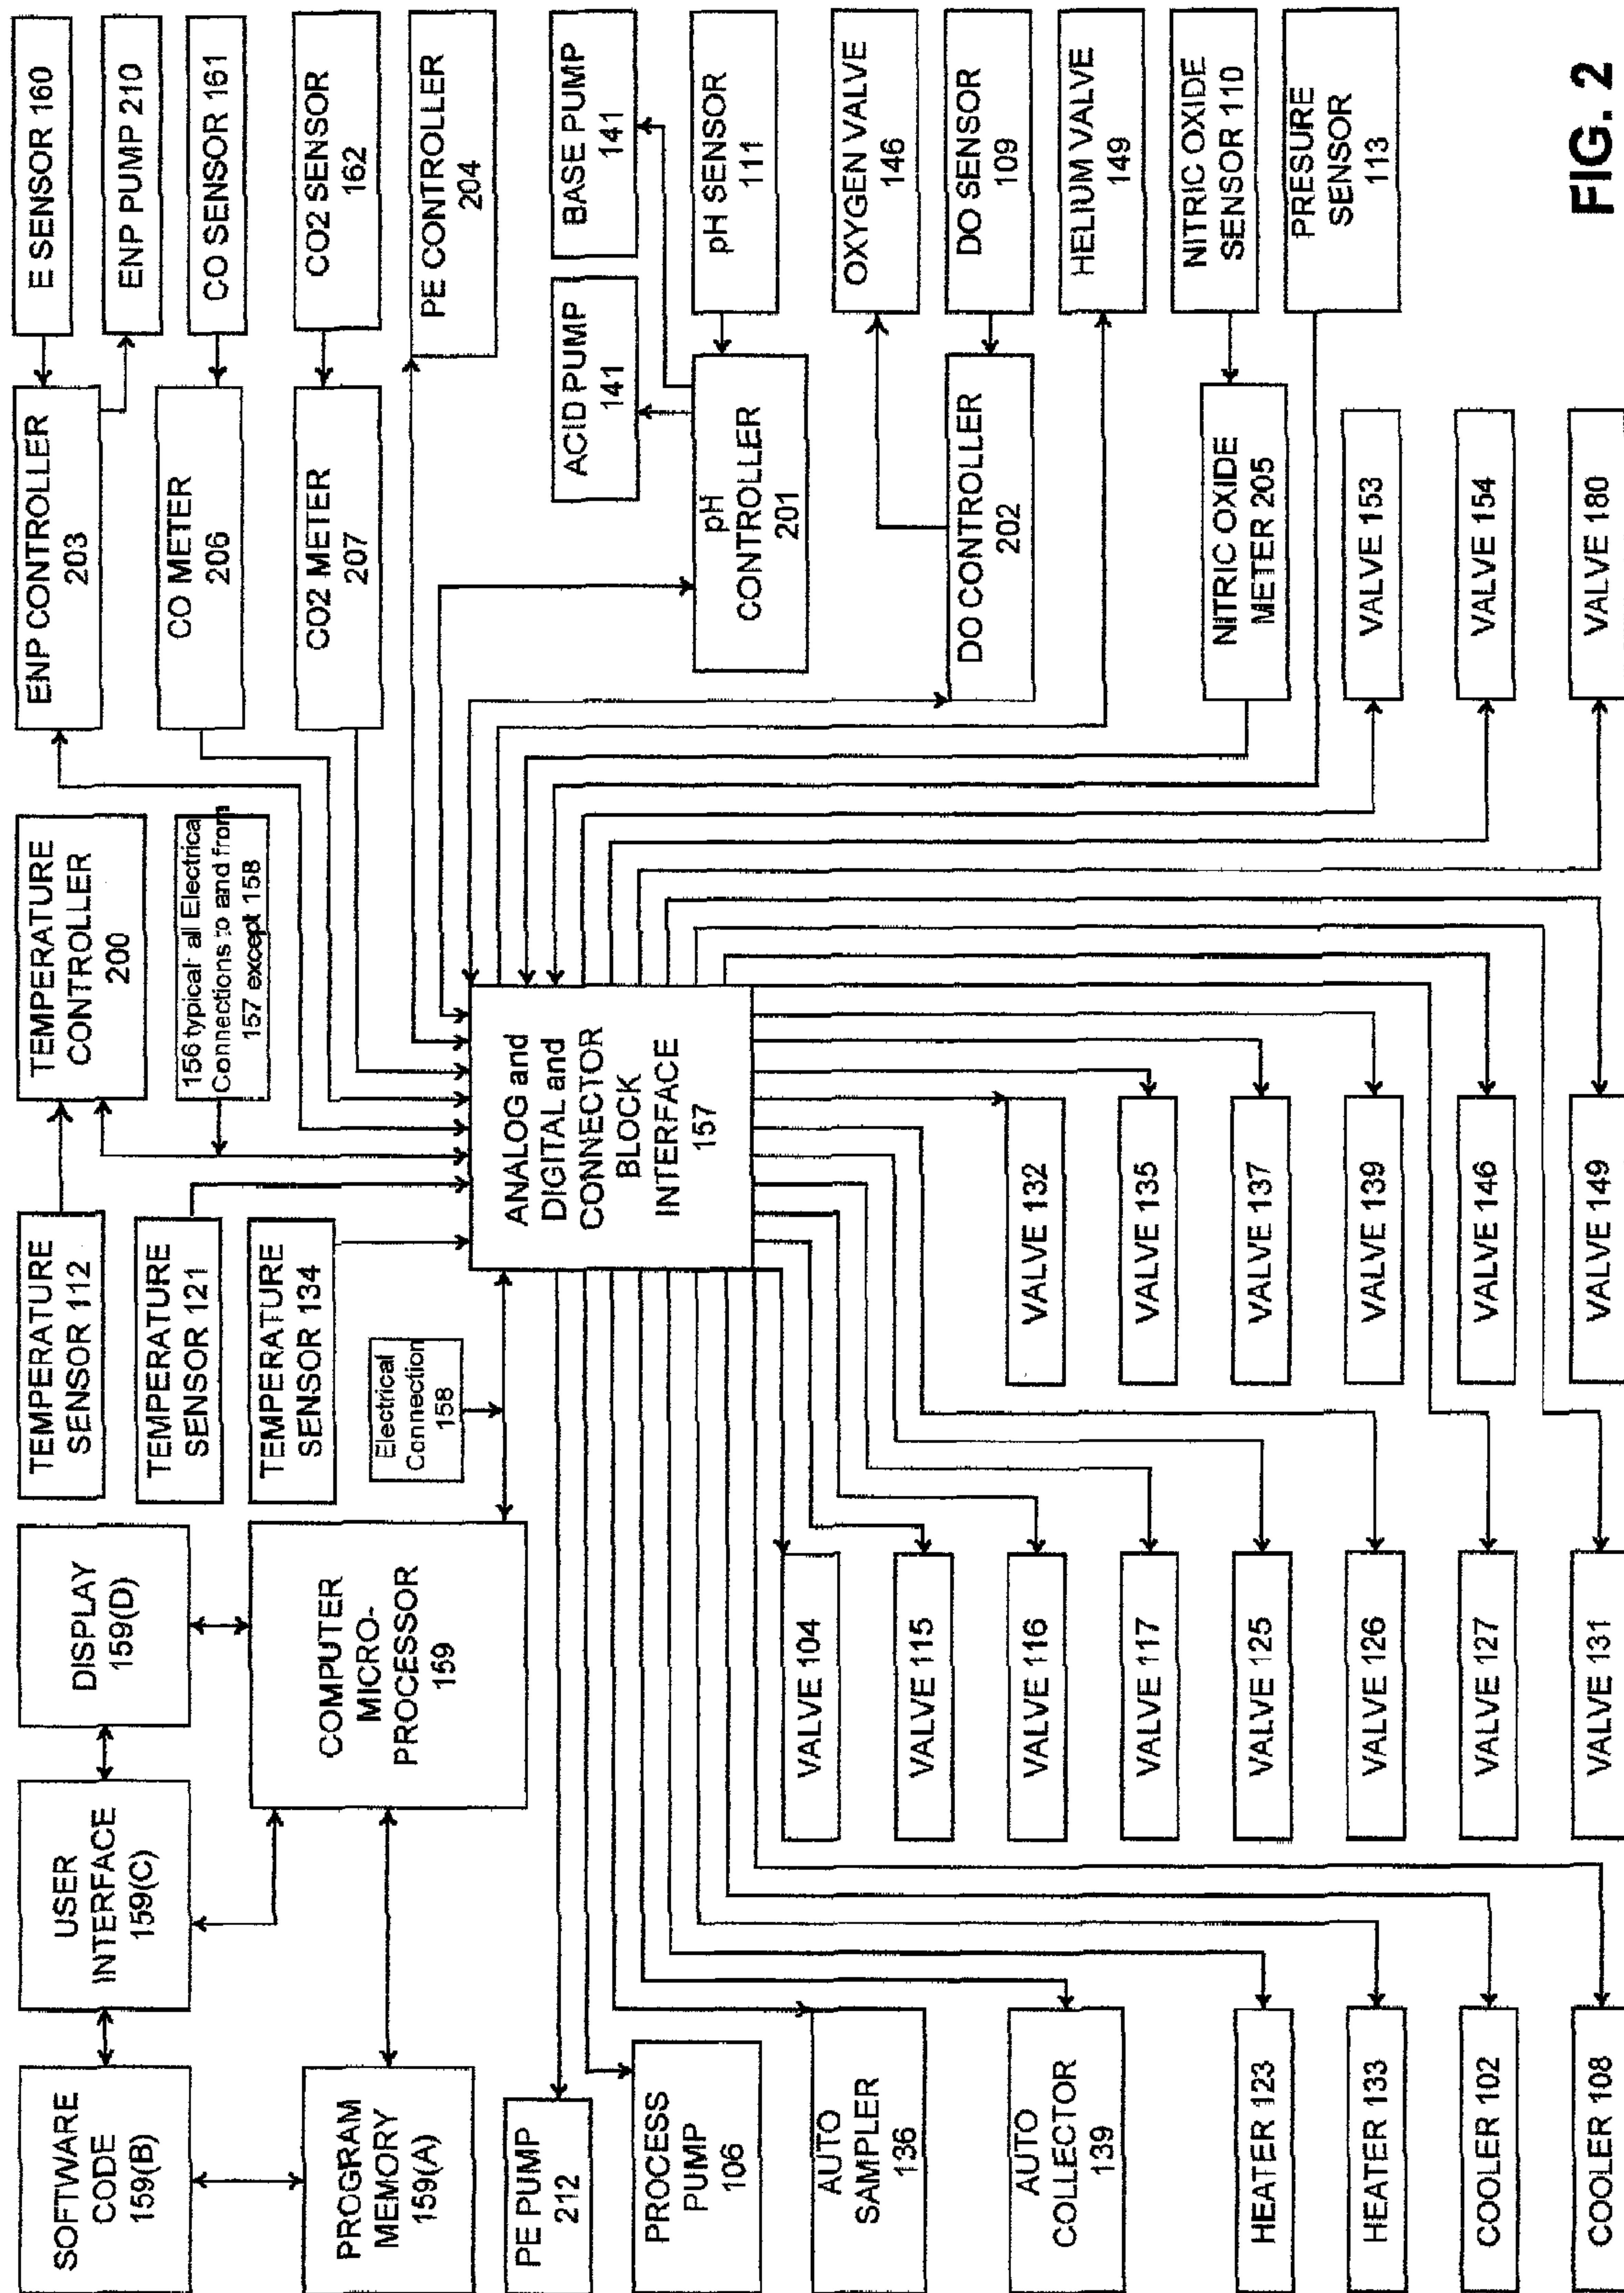 SOFTWARE
CODE
159(B)
USER
INTERFACE
159(C)
DISPLAY
159(D)
TEMPERATURE
SENSOR 112
TEMPERATURE
CONTROLLER
200
ENP CONTROLLER
203
E SENSOR 160
ENP PUMP 210
TEMPERATURE
SENSOR 121
156 typical all Electrica
Connections to and from
157 except 158
CO METER
206
CO SENSOR 161
PROGRAM
MEMORY
159(A)
COMPUTER
MICRO-
PROCESSOR
159
TEMPERATURE
SENSOR 134
CO2 METER
207
CO2 SENSOR
162
Electrical
Connection
158
PE CONTROLLER
204
PE PUMP
212
ANALOG and
DIGITAL and
CONNECTOR
BLOCK
INTERFACE
157
ACID PUMP
141
BASE PUMP
141
PROCESS
PUMP
106
pH
CONTROLLER
201
pH SENSOR
111
AUTO
SAMPLER
136
VALVE 104
OXYGEN VALVE
146
VALVE 115
DO CONTROLLER
202
DO SENSOR
109
AUTO
COLLECTOR
139
VALVE 116
VALVE 132
HELIUM VALVE
149
VALVE 117
VALVE 135
NITRIC OXIDE
METER 205
NITRIC OXIDE
SENSOR 110
HEATER 123
VALVE 125
VALVE 137
PRESURE
SENSOR
113
HEATER 133
VALVE 126
VALVE 139
VALVE 153
COOLER 102
VALVE 127
VALVE 146
VALVE 154
COOLER 108
VALVE 131
VALVE 149
VALVE 180
FIG. 2